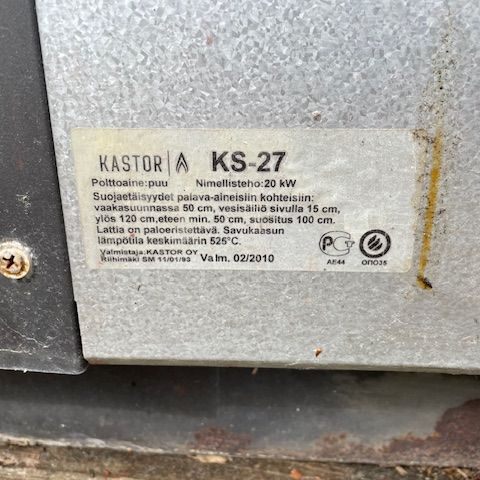 KASTOR KS-27
Polttoaine:puu Nimellisteho:20 kW
Suojaetäisyydet palava-aineisiin kohteisiin:
vaakasuunnassa 50 cm, vesisäiliö sivulla 15 cm,
ylös 120 cm,eteen min. 50 cm, suositus 100 cm.
Lattia on paloeristettävä. Savukaasun
lämpötila keskimäärin 525°C.
Valmistaja:KASTOR OY
Riihimäki SM 11/01/93 Valm. 02/2010
PG
AE44 ОПО35